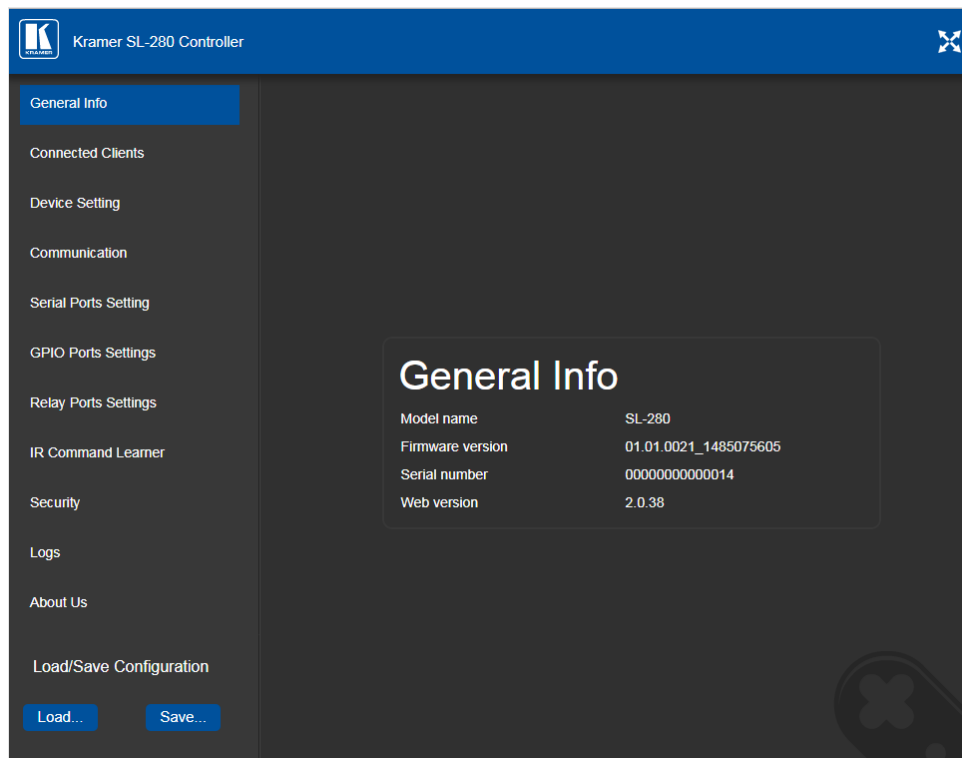 KRAMER
Kramer SL-280 Controller
General Info
Connected Clients
Device Setting
Communication
Serial Ports Setting
GPIO Ports Settings
Relay Ports Settings
IR Command Learner
Security
Logs
About Us
Load/Save Configuration
Load... Save...
General Info
Model name SL-280
Firmware version 01.01.0021_1485075605
Serial number 00000000000014
Web version 2.0.38